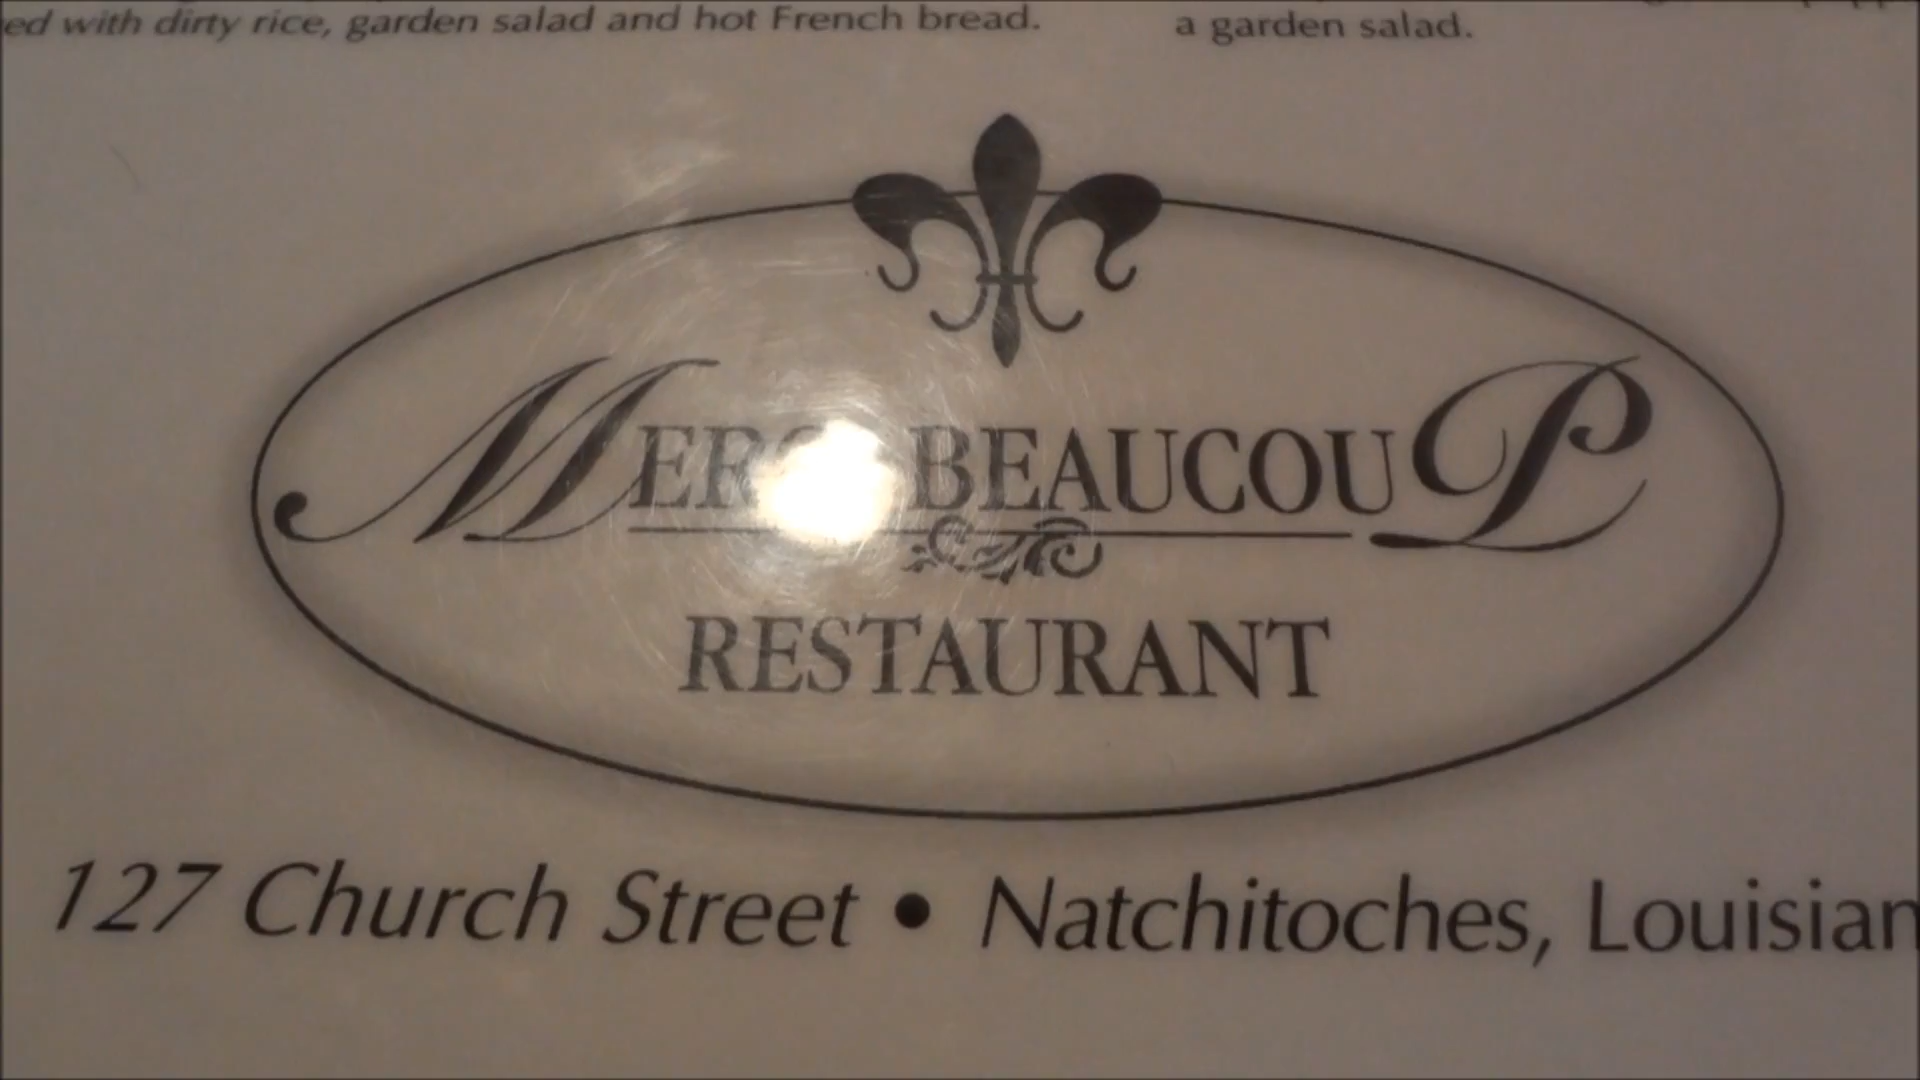 ed with dirty rice, garden salad and hot French bread.
a garden salad.
BEAUCOUP
RESTAURANT
127 Church Street • Natchitoches, Louisian